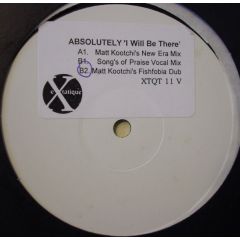 ABSOLUTELY 'I Will Be There'
A1. Matt Kootchi's New Era Mix
B1. Song's of Praise Vocal Mix
B2. Matt Kootchi's Fishfobia Dub
XTQT 11 V
eXtatique